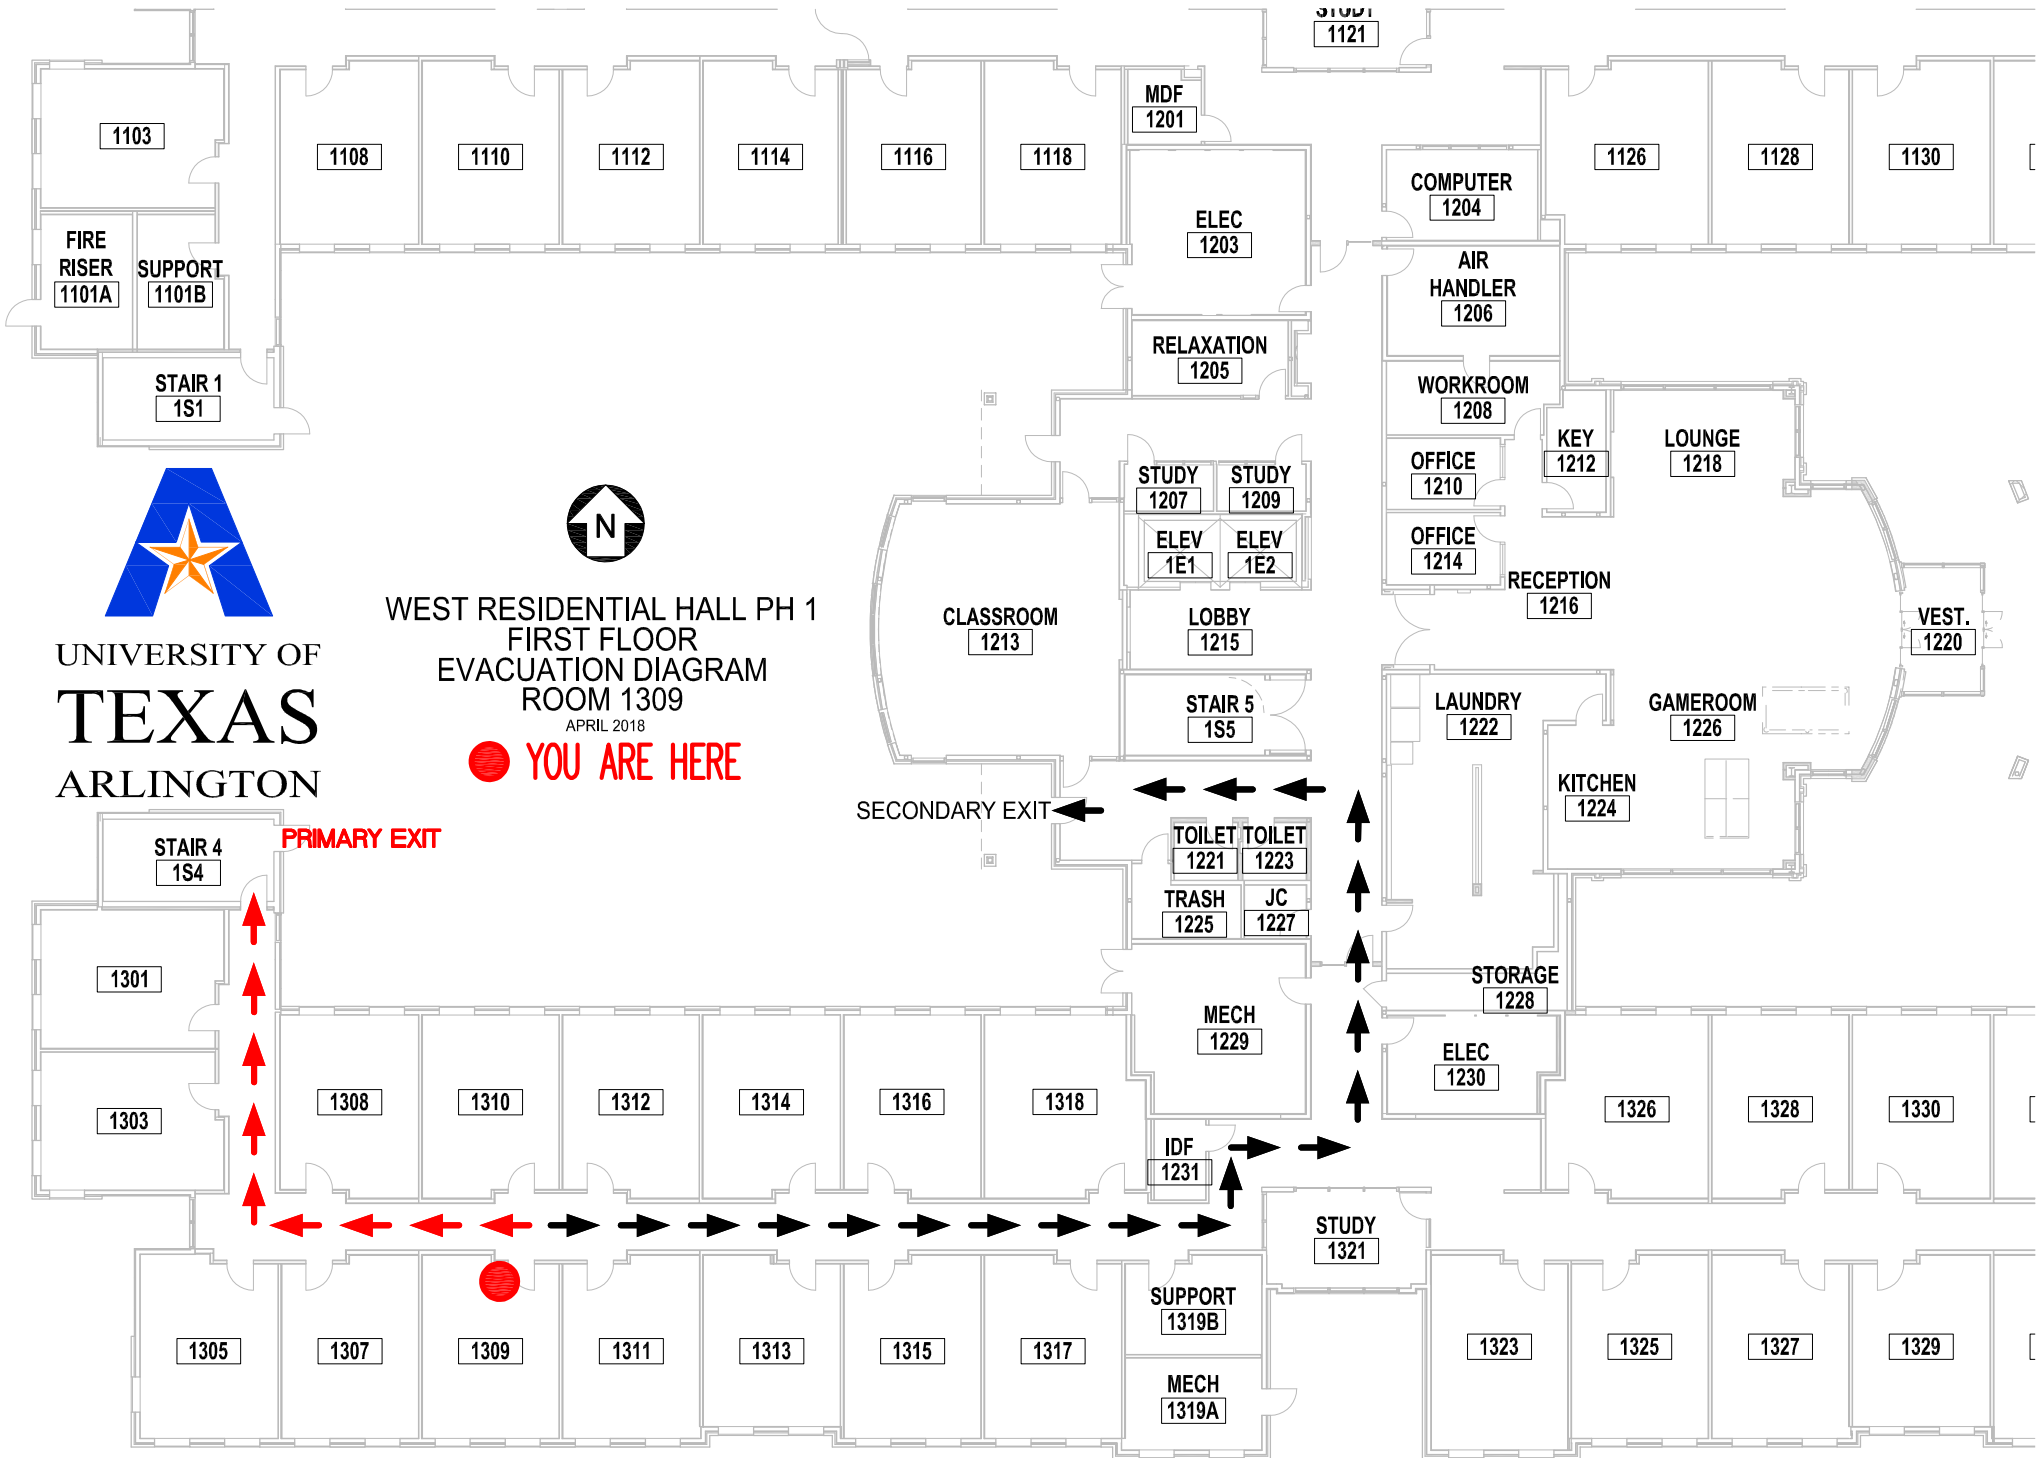 STUDY
1121
1103
1108
1110
1112
1114
1116
1118
MDF
1201
1126
1128
1130
COMPUTER
1204
ELEC
1203
FIRE
RISER
1101A
SUPPORT
1101B
AIR
HANDLER
1206
RELAXATION
1205
STAIR 1
1S1
WORKROOM
1208
KEY
1212
LOUNGE
1218
OFFICE
1210
STUDY
1207
STUDY
1209
N
ELEV
1E1
ELEV
1E2
OFFICE
1214
RECEPTION
1216
WEST RESIDENTIAL HALL PH 1
FIRST FLOOR
EVACUATION DIAGRAM
ROOM 1309
APRIL 2018
YOU ARE HERE
UNIVERSITY OF
TEXAS
ARLINGTON
CLASSROOM
1213
LOBBY
1215
VEST.
1220
STAIR 5
1S5
LAUNDRY
1222
GAMEROOM
1226
KITCHEN
1224
SECONDARY EXIT
PRIMARY EXIT
STAIR 4
1S4
TOILET
1221
TOILET
1223
TRASH
1225
JC
1227
1301
STORAGE
1228
MECH
1229
ELEC
1230
1303
1308
1310
1312
1314
1316
1318
1326
1328
1330
IDF
1231
STUDY
1321
SUPPORT
1319B
1305
1307
1309
1311
1313
1315
1317
1323
1325
1327
1329
MECH
1319A